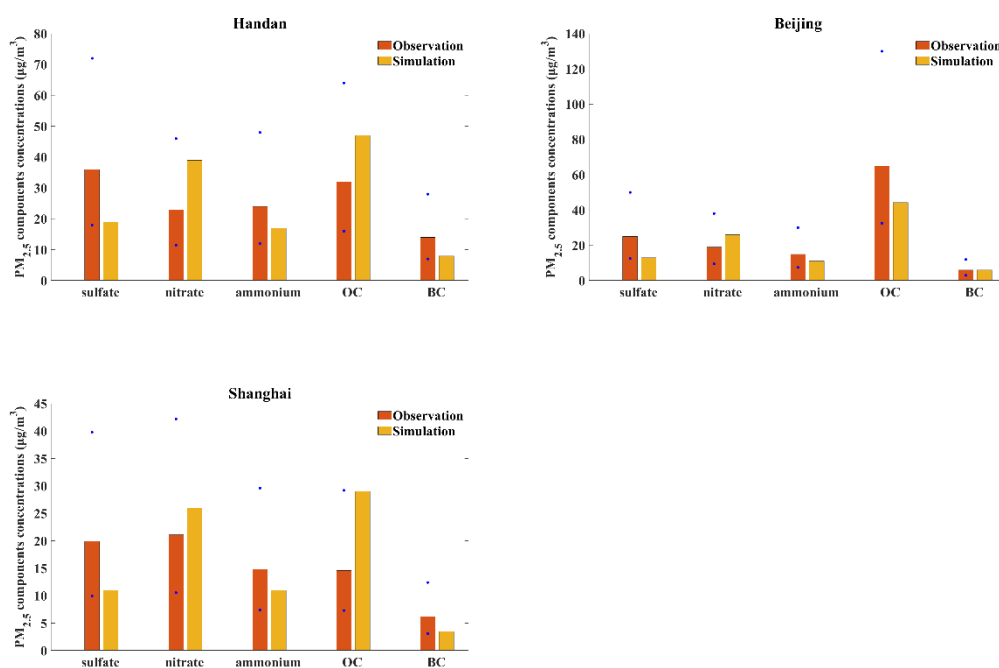 Handan
PM2.5 components concentrations (μg/m³)
80
70
60
50
40
30
20
10
0
Observation
Simulation
sulfate nitrate ammonium OC BC
Beijing
PM2.5 components concentrations (μg/m³)
140
120
100
80
60
40
20
0
Observation
Simulation
sulfate nitrate ammonium OC BC
Shanghai
PM2.5 components concentrations (μg/m³)
45
40
35
30
25
20
15
10
5
0
Observation
Simulation
sulfate nitrate ammonium OC BC